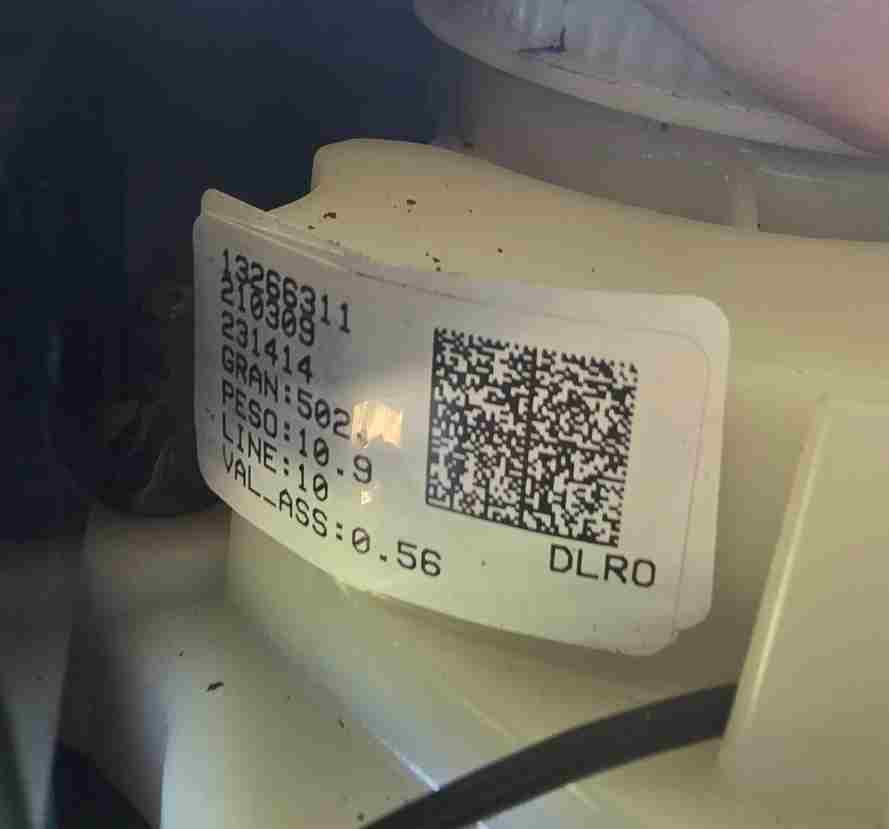 13266311
210309
231414
GRAN:502.
PESO:10.9
LINE:10
VAL_ASS:0.56
DLRO